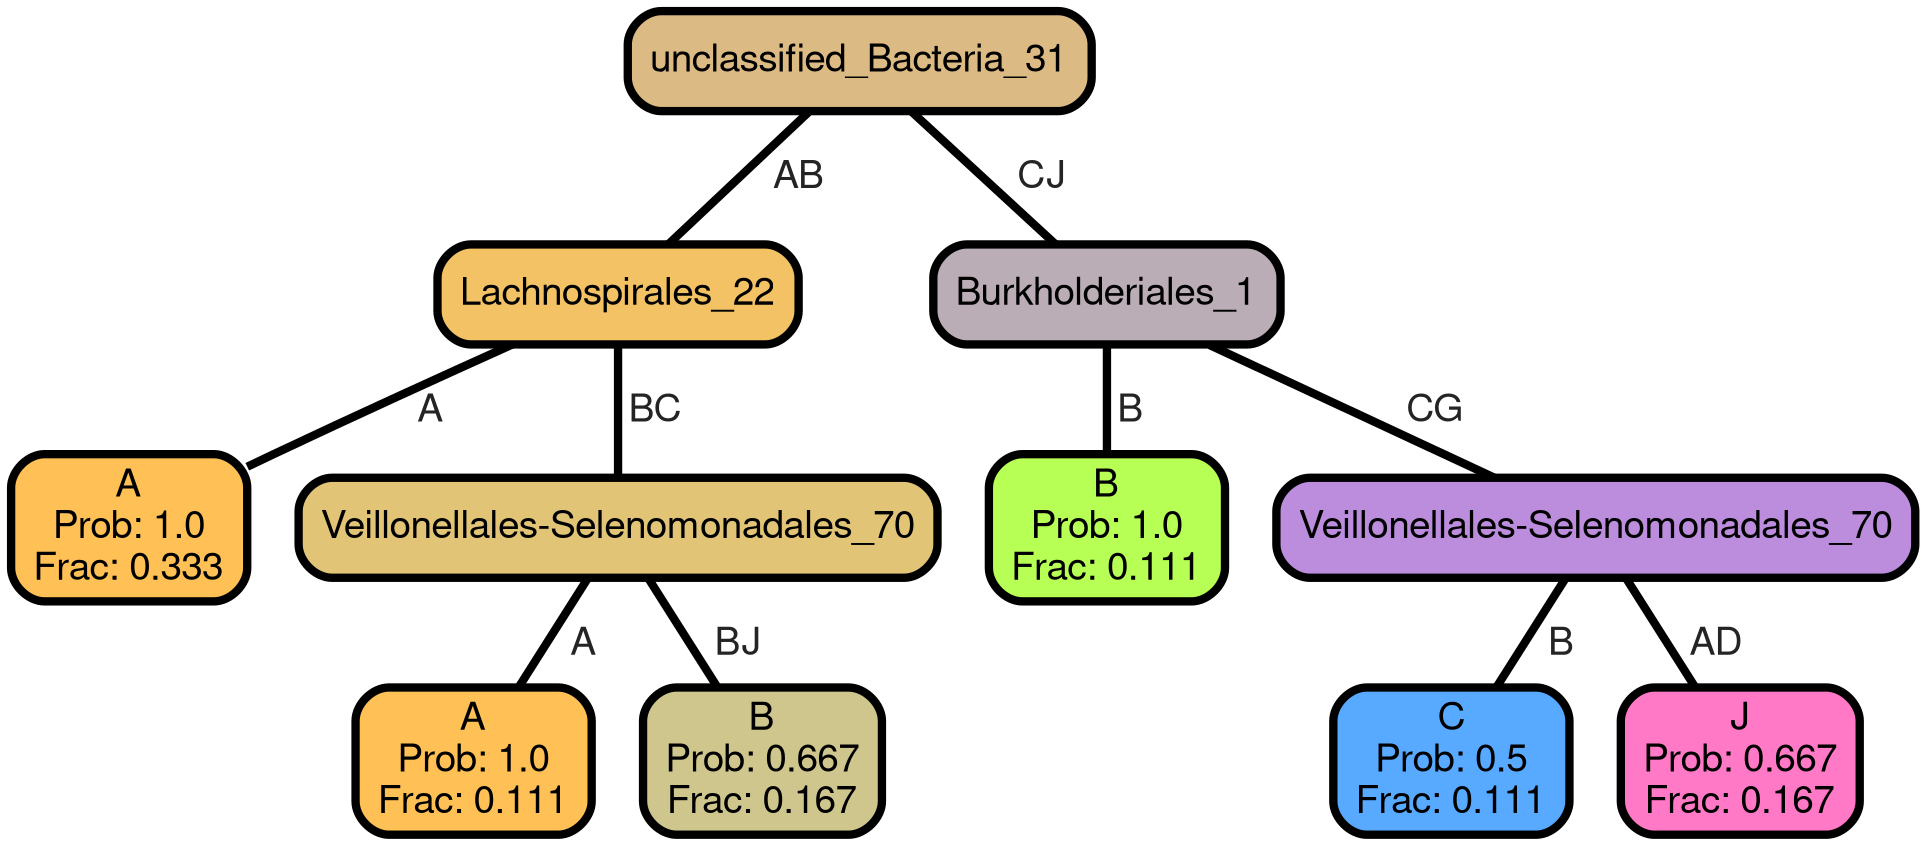 unclassified_Bacteria_31
AB
CJ
Lachnospirales_22
Burkholderiales_1
A
BC
B
CG
A
Prob: 1.0
Frac: 0.333
Veillonellales-Selenomonadales_70
B
Prob: 1.0
Frac: 0.111
Veillonellales-Selenomonadales_70
A
BJ
B
AD
A
Prob: 1.0
Frac: 0.111
B
Prob: 0.667
Frac: 0.167
C
Prob: 0.5
Frac: 0.111
J
Prob: 0.667
Frac: 0.167